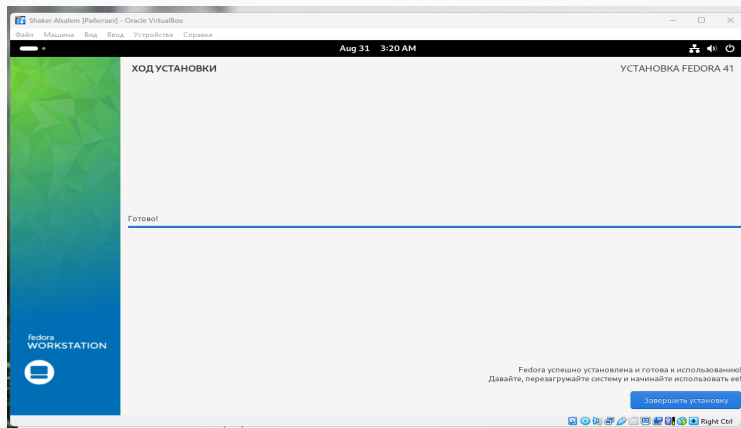 Shaker Alsalem [Работает] - Oracle VirtualBox
Файл Машина Вид Ввод Устройства Справка
Aug 31 3:20 AM
ХОД УСТАНОВКИ
УСТАНОВКА FEDORA 41
Готово!
fedora
WORKSTATION
Fedora успешно установлена и готова к использованию!
Давайте, перезагружайте систему и начинайте использовать ее!
Завершить установку
Right Ctrl